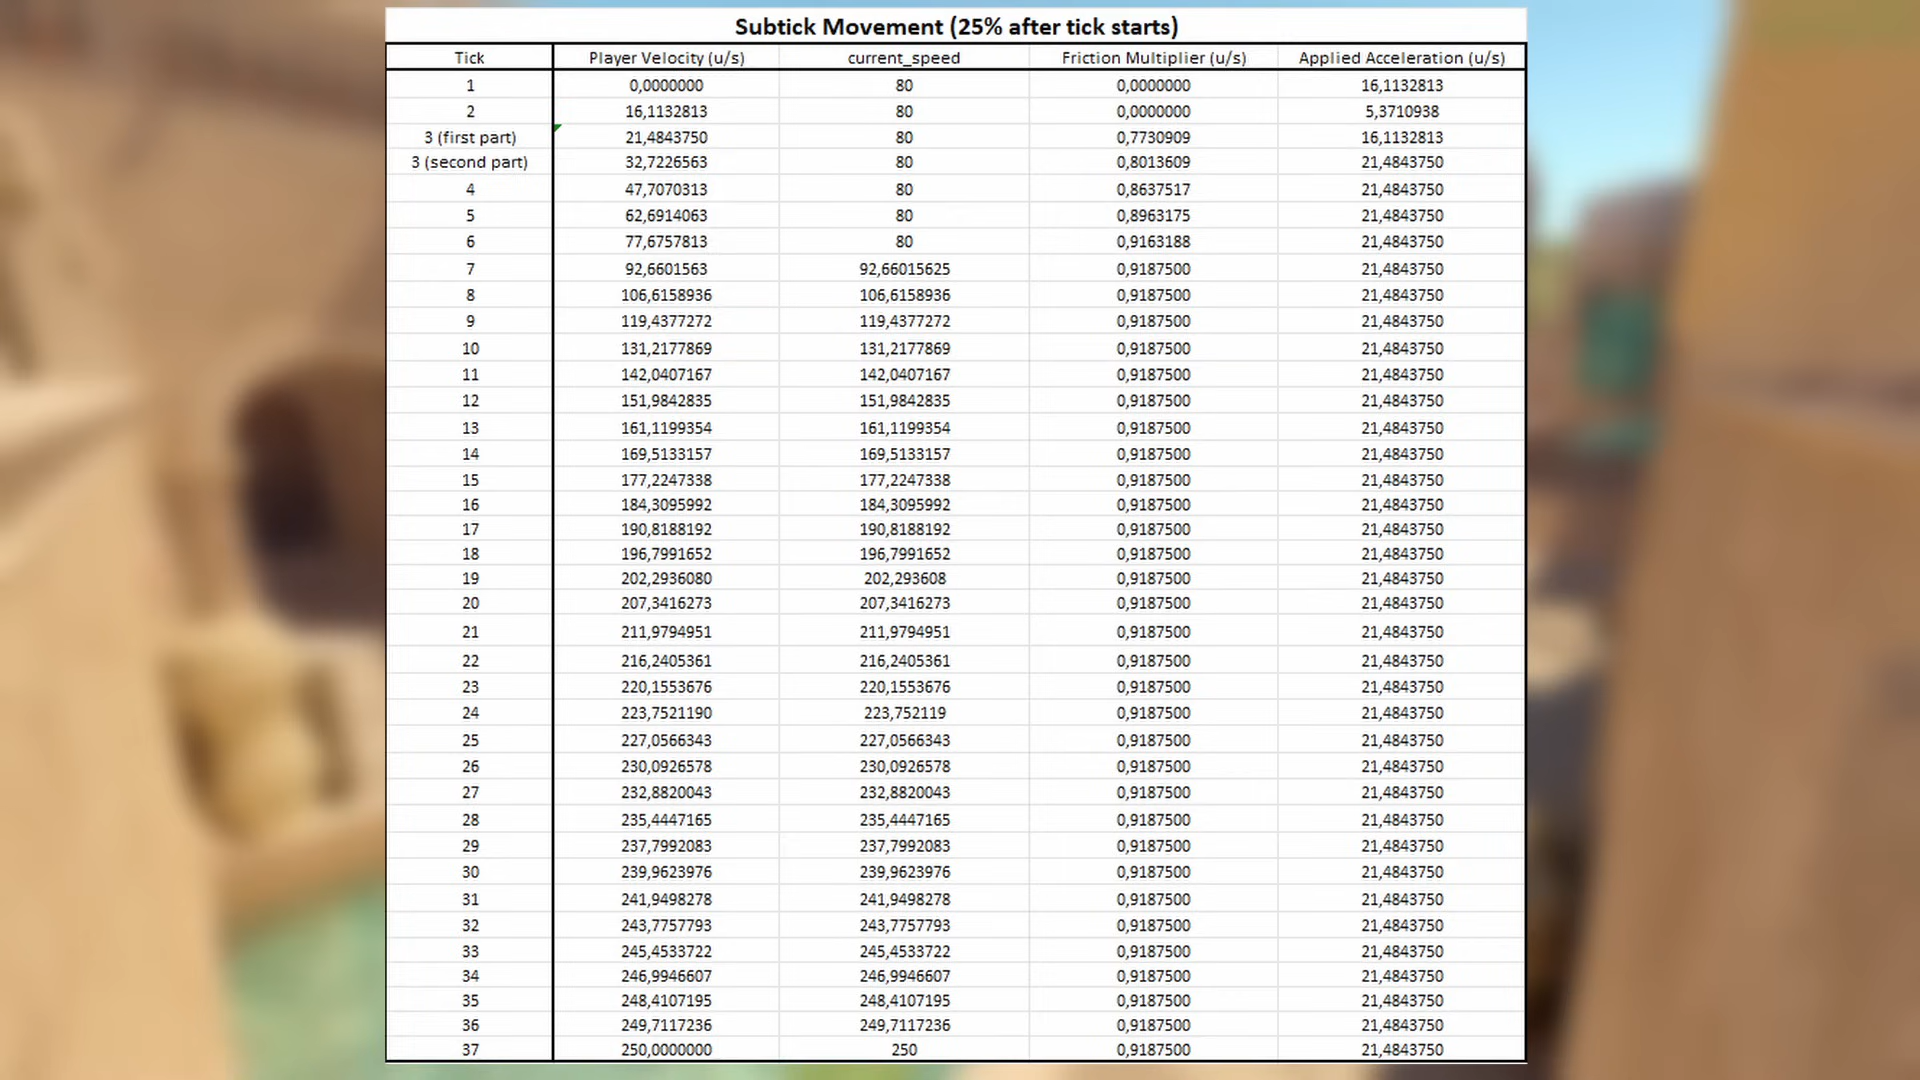 Subtick Movement (25% after tick starts)
Tick Player Velocity (u/s) current_speed Friction Multiplier (u/s) Applied Acceleration (u/s)
1 0,0000000 80 0,0000000 16,1132813
2 16,1132813 80 0,0000000 5,3710938
3 (first part) 21,4843750 80 0,7730909 16,1132813
3 (second part) 32,7226563 80 0,8013609 21,4843750
4 47,7070313 80 0,8637517 21,4843750
5 62,6914063 80 0,8963175 21,4843750
6 77,6757813 80 0,9163188 21,4843750
7 92,6601563 92,66015625 0,9187500 21,4843750
8 106,6158936 106,6158936 0,9187500 21,4843750
9 119,4377272 119,4377272 0,9187500 21,4843750
10 131,2177869 131,2177869 0,9187500 21,4843750
11 142,0407167 142,0407167 0,9187500 21,4843750
12 151,9842835 151,9842835 0,9187500 21,4843750
13 161,1199354 161,1199354 0,9187500 21,4843750
14 169,5133157 169,5133157 0,9187500 21,4843750
15 177,2247338 177,2247338 0,9187500 21,4843750
16 184,3095992 184,3095992 0,9187500 21,4843750
17 190,8188192 190,8188192 0,9187500 21,4843750
18 196,7991652 196,7991652 0,9187500 21,4843750
19 202,2936080 202,293608 0,9187500 21,4843750
20 207,3416273 207,3416273 0,9187500 21,4843750
21 211,9794951 211,9794951 0,9187500 21,4843750
22 216,2405361 216,2405361 0,9187500 21,4843750
23 220,1553676 220,1553676 0,9187500 21,4843750
24 223,7521190 223,752119 0,9187500 21,4843750
25 227,0566343 227,0566343 0,9187500 21,4843750
26 230,0926578 230,0926578 0,9187500 21,4843750
27 232,8820043 232,8820043 0,9187500 21,4843750
28 235,4447165 235,4447165 0,9187500 21,4843750
29 237,7992083 237,7992083 0,9187500 21,4843750
30 239,9623976 239,9623976 0,9187500 21,4843750
31 241,9498278 241,9498278 0,9187500 21,4843750
32 243,7757793 243,7757793 0,9187500 21,4843750
33 245,4533722 245,4533722 0,9187500 21,4843750
34 246,9946607 246,9946607 0,9187500 21,4843750
35 248,4107195 248,4107195 0,9187500 21,4843750
36 249,7117236 249,7117236 0,9187500 21,4843750
37 250,0000000 250 0,9187500 21,4843750